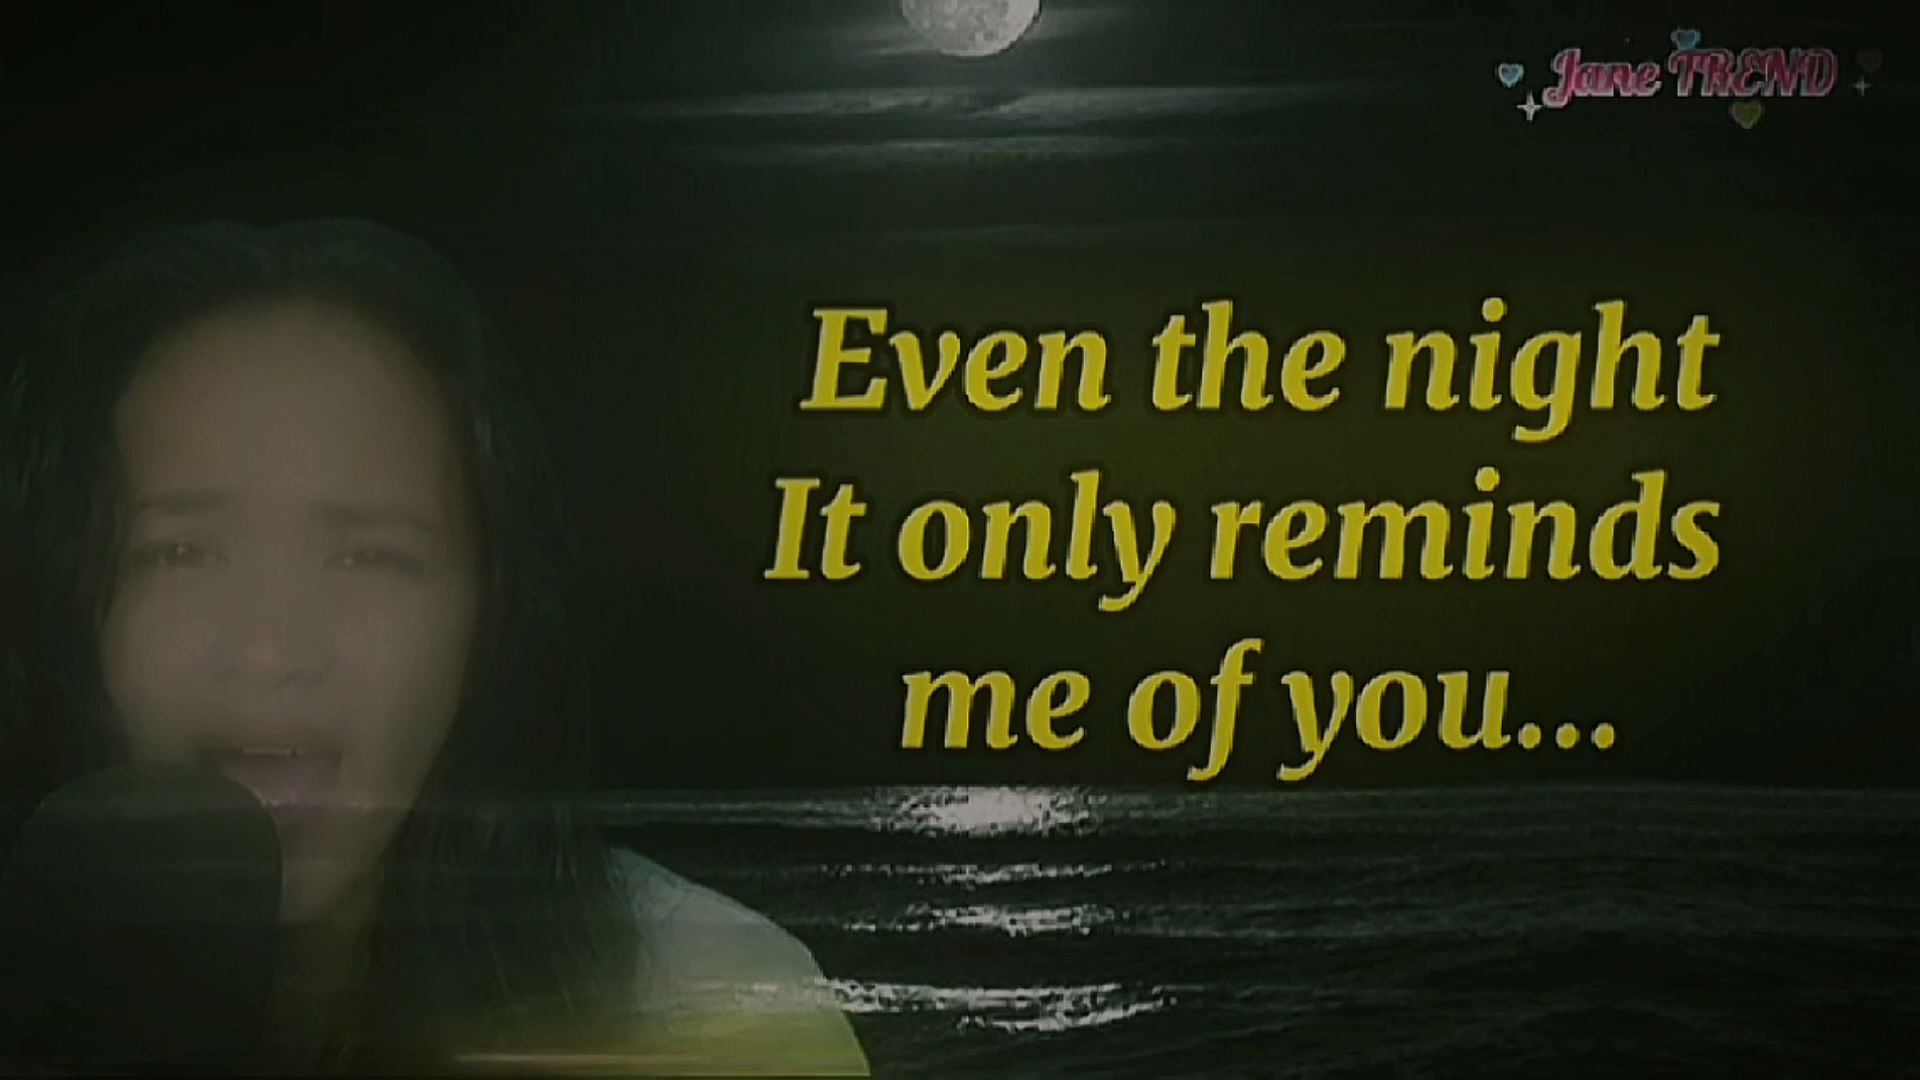 Jane TREND
Even the night
It only reminds
me of you...